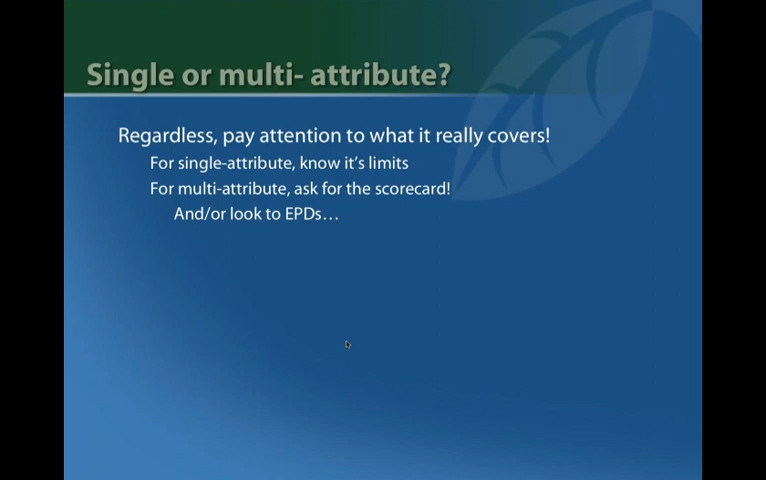 Single or multi- attribute?
Regardless, pay attention to what it really covers!
For single-attribute, know it's limits
For multi-attribute, ask for the scorecard!
And/or look to EPDs…